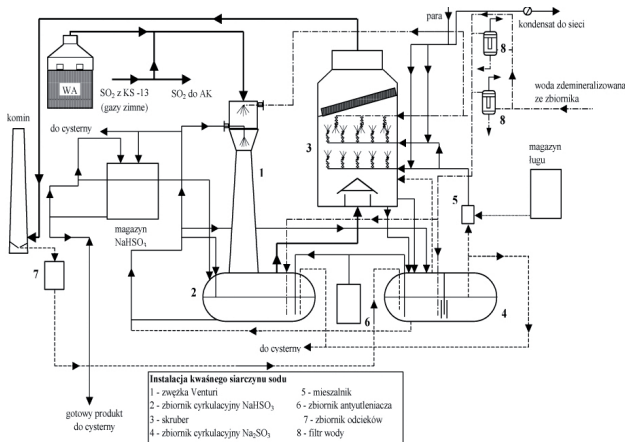 para
kondensat do sieci
WA
SO₂ z KS -13
(gazy zimne)
SO₂ do AK
8
woda zdemineralizowana
ze zbiornika
8
komin
do cysterny
3
1
magazyn
ługu
5
magazyn
NaHSO₃
7
2
6
4
do cysterny
gotowy produkt
do cysterny
Instalacja kwaśnego siarczynu sodu
1 - zwężka Venturi
2 - zbiornik cyrkulacyjny NaHSO₃
3 - skruber
4 - zbiornik cyrkulacyjny Na₂SO₃
5 - mieszalnik
6 - zbiornik antyutleniacza
7 - zbiornik odcieków
8 - filtr wody